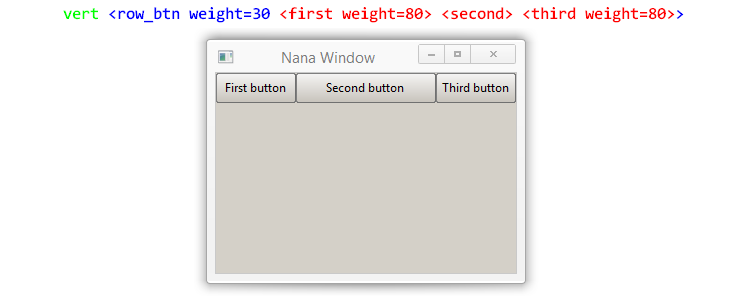 vert <row_btn weight=30 <first weight=80> <second> <third weight=80>>
Nana Window
First button Second button Third button